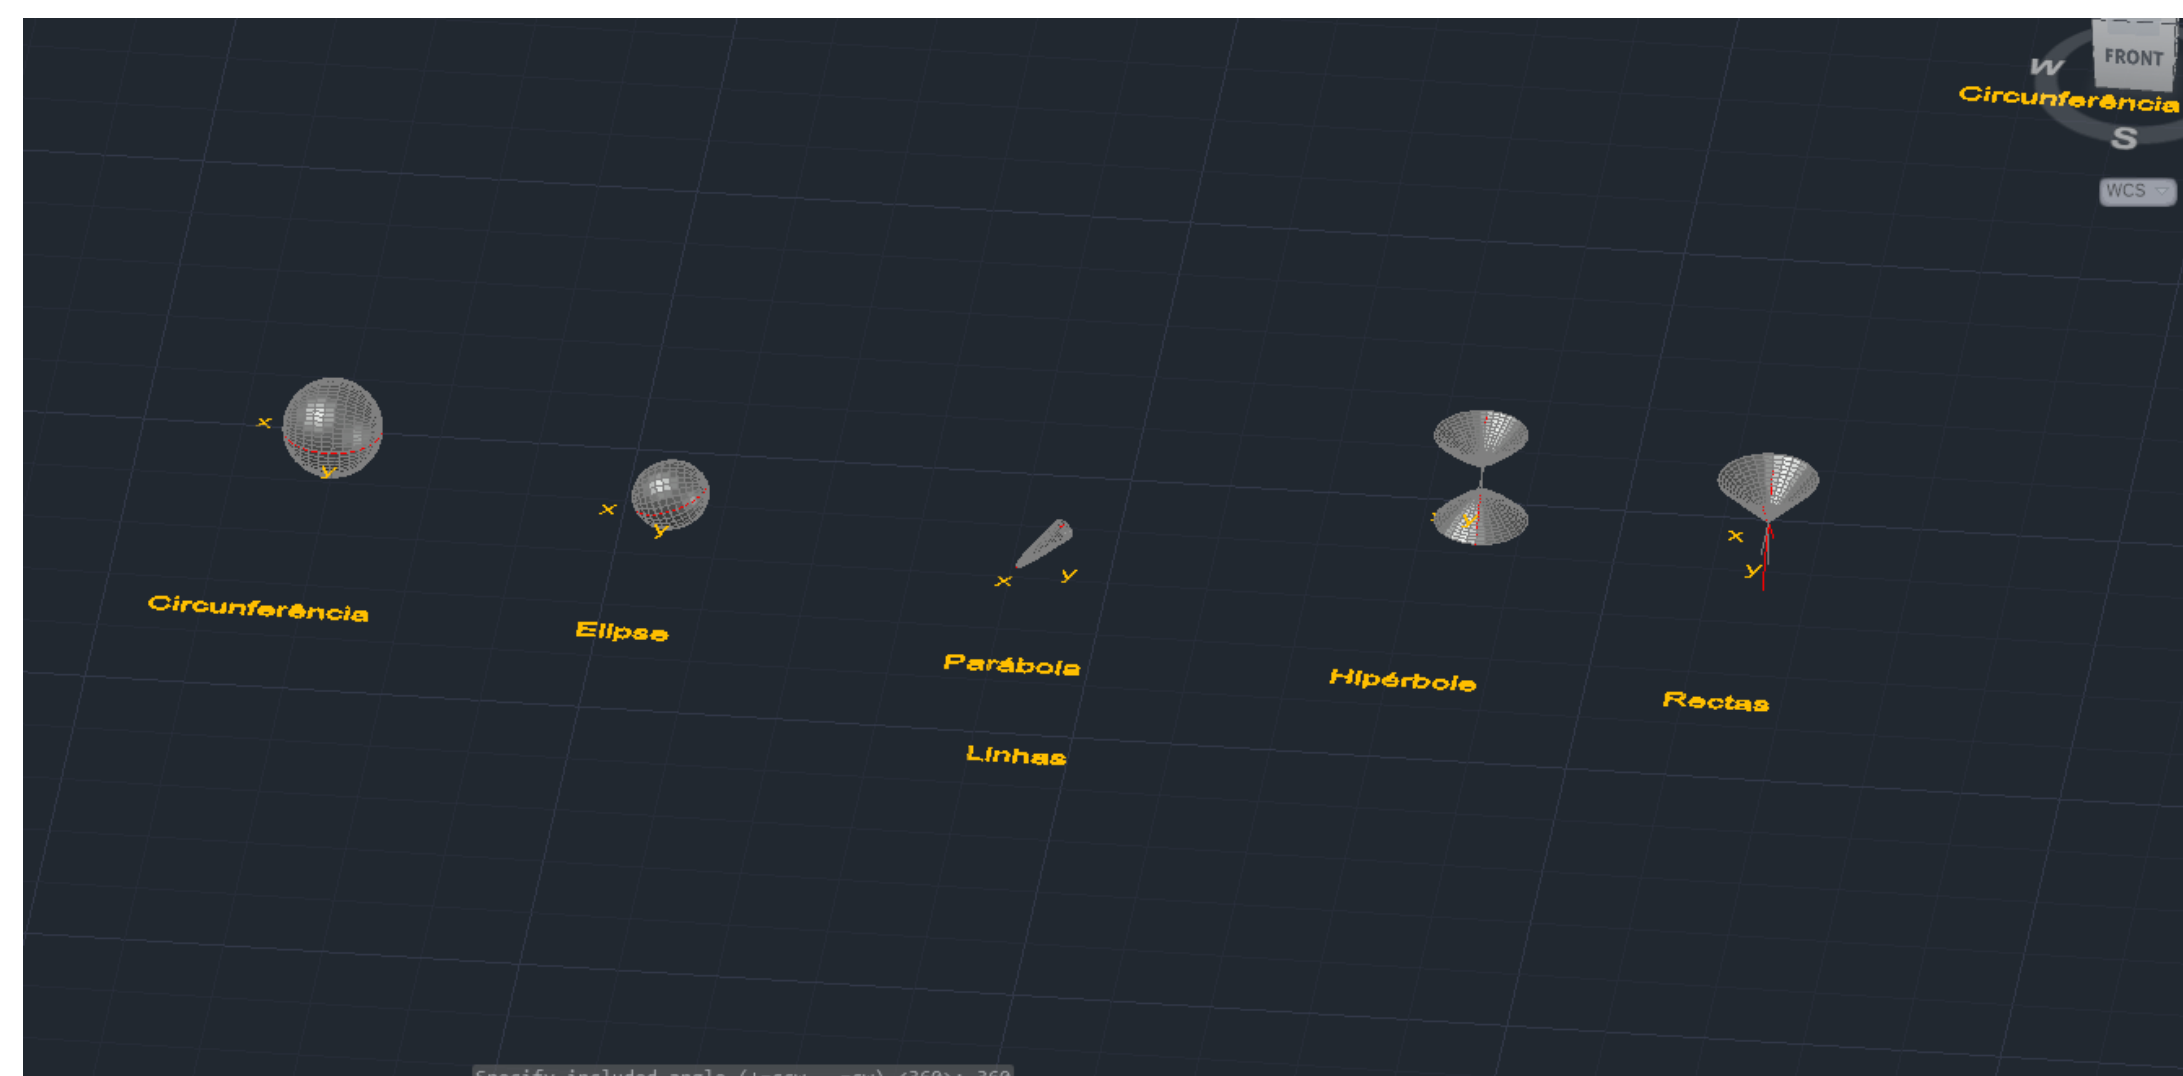 FRONT
W
Circunferência
S
WCS
x
y
x
y
x
y
y
x
y
Circunferência
Elipse
Parábola
Hipérbole
Rectas
Linhas